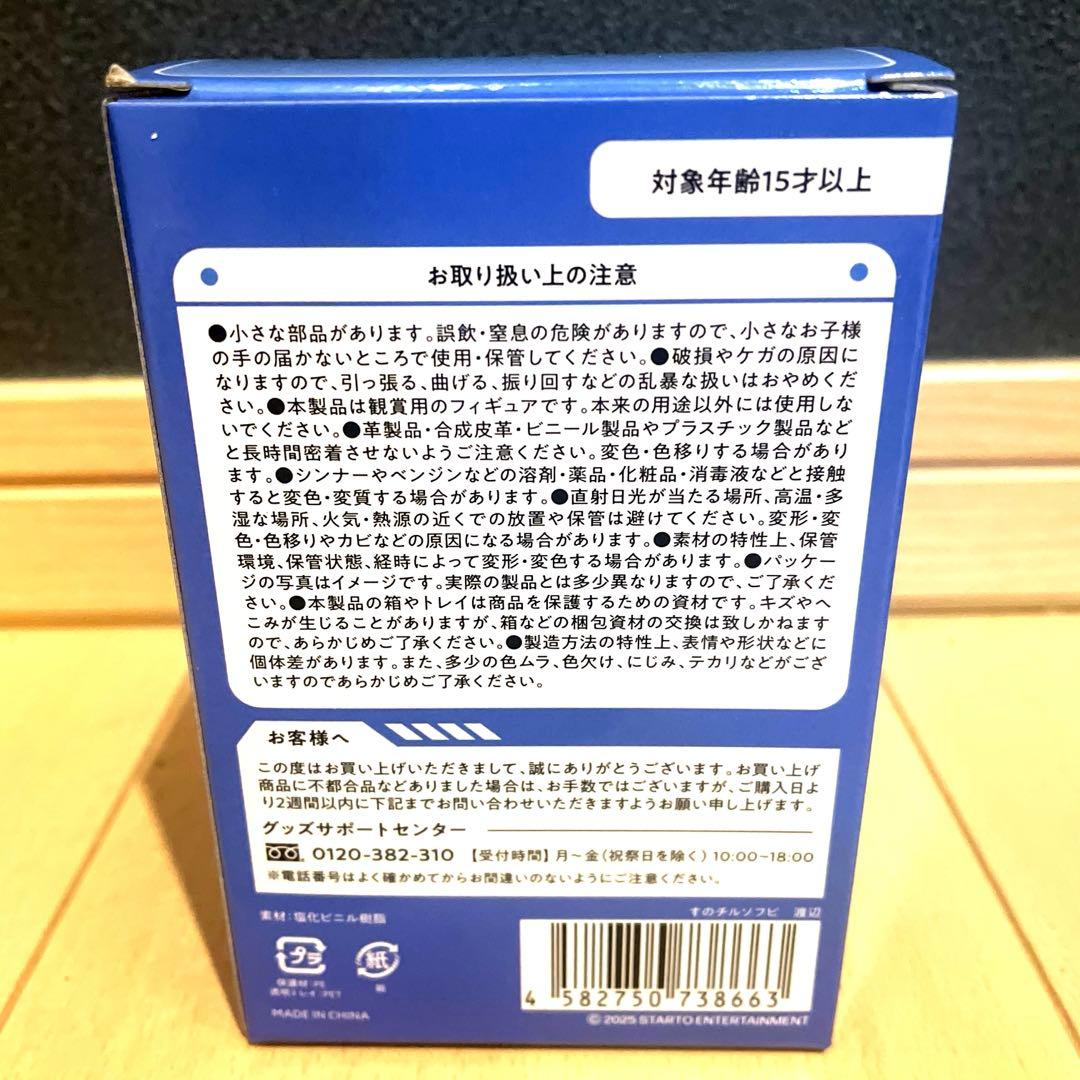 対象年齢15才以上
お取り扱い上の注意
●小さな部品があります。誤飲・窒息の危険がありますので、小さなお子様
の手の届かないところで使用・保管してください。●破損やケガの原因に
なりますので、引っ張る、曲げる、振り回すなどの乱暴な扱いはおやめくだ
さい。●本製品は観賞用のフィギュアです。本来の用途以外には使用しな
いでください。●革製品・合成皮革・ビニール製品やプラスチック製品など
と長時間密着させないようご注意ください。変色・色移りする場合があり
ます。●シンナーやベンジンなどの溶剤・薬品・化粧品・消毒液などと接触
すると変色・変質する場合があります。●直射日光が当たる場所、高温・多
湿な場所、火気・熱源の近くでの放置や保管は避けてください。変形・変
色・色移りやカビなどの原因になる場合があります。●素材の特性上、保管
環境、保管状態、経時によって変形・変色する場合があります。●パッケー
ジの写真はイメージです。実際の製品とは多少異なりますので、ご了承くだ
さい。●本製品の箱やトレイは商品を保護するための資材です。キズやへ
こみが生じることがありますが、箱などの梱包資材の交換は致しかねます
ので、あらかじめご了承ください。●製造方法の特性上、表情や形状などに
個体差があります。また、多少の色ムラ、色欠け、にじみ、テカリなどがござ
いますのであらかじめご了承ください。
お客様へ
この度はお買い上げいただきまして、誠にありがとうございます。お買い上げ
商品に不都合品などありました場合は、お手数ではございますが、ご購入日よ
り2週間以内に下記までお問い合わせいただきますようお願い申し上げます。
グッズサポートセンター
0120-382-310 【受付時間】月〜金(祝祭日を除く)10:00〜18:00
※電話番号はよく確かめてからお間違いのないようにご注意ください。
素材：塩化ビニル樹脂
すのチルソフビ 渡辺
プラ
紙
保護材：PE
透明トレイ：PET
箱
MADE IN CHINA
4 582750 738663
© 2025 STARTO ENTERTAINMENT